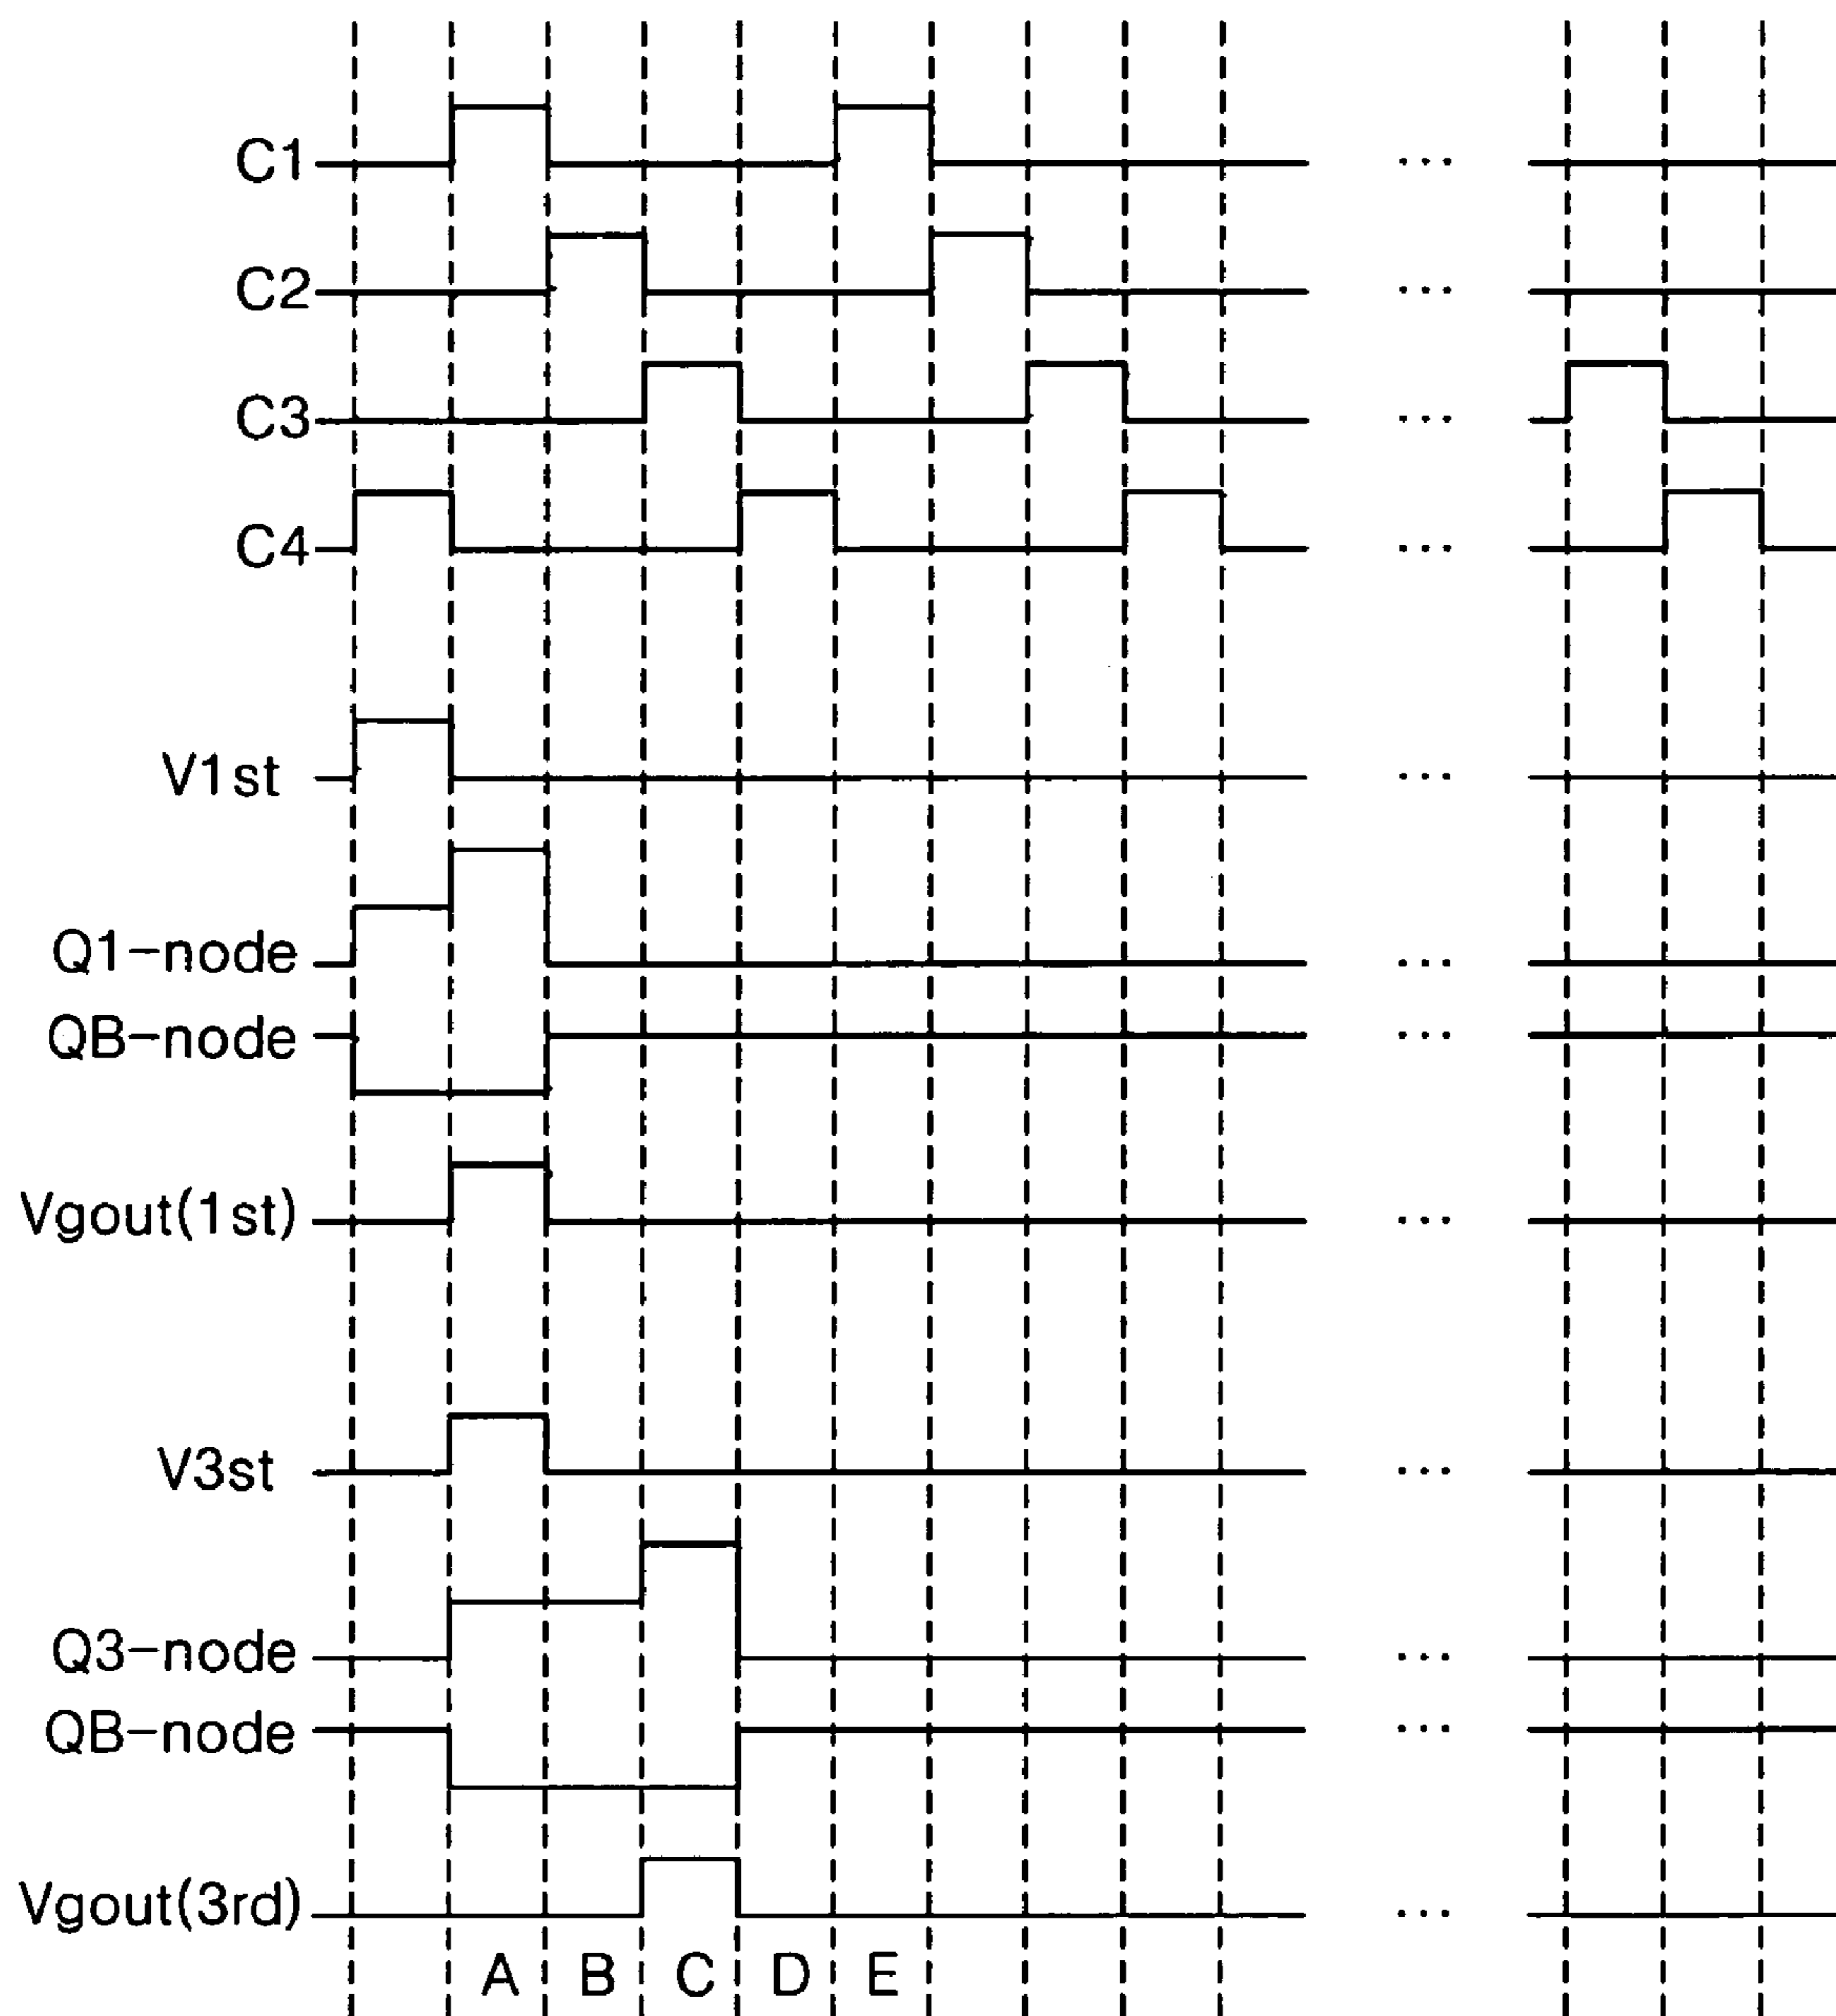 C1 ...
C2 ...
C3 ...
C4 ...
V1st ...
Q1-node ...
QB-node ...
Vgout(1st) ...
V3st ...
Q3-node ...
QB-node ...
Vgout(3rd) ...
A B C D E